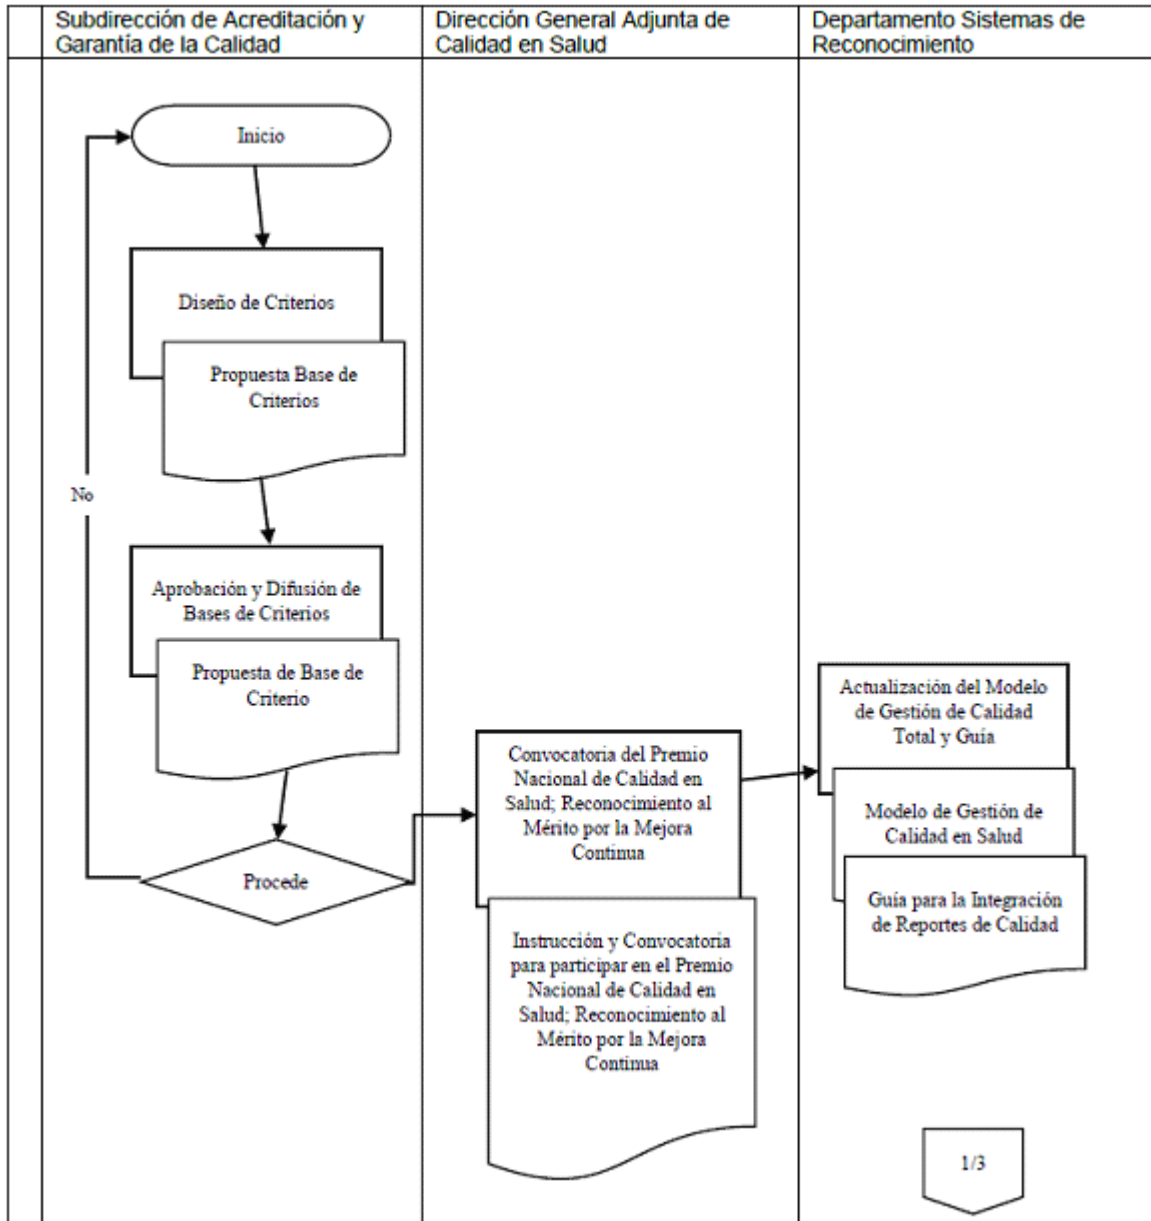 Subdirección de Acreditación y
Garantía de la Calidad
Dirección General Adjunta de
Calidad en Salud
Departamento Sistemas de
Reconocimiento
Inicio
Diseño de Criterios
Propuesta Base de
Criterios
No
Aprobación y Difusión de
Bases de Criterios
Propuesta de Base de
Criterio
Procede
Convocatoria del Premio
Nacional de Calidad en
Salud; Reconocimiento al
Mérito por la Mejora
Continua
Instrucción y Convocatoria
para participar en el Premio
Nacional de Calidad en
Salud; Reconocimiento al
Mérito por la Mejora
Continua
Actualización del Modelo
de Gestión de Calidad
Total y Guía
Modelo de Gestión de
Calidad en Salud
Guía para la Integración
de Reportes de Calidad
1/3